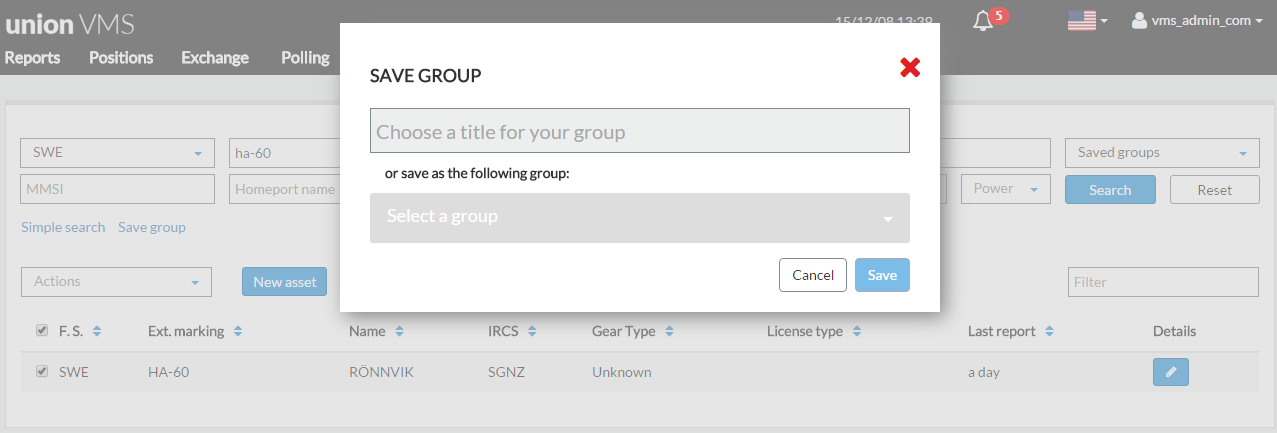 union VMS
15/12/08 13:39
5
vms_admin_com
Reports Positions Exchange Polling
SAVE GROUP
Choose a title for your group
or save as the following group:
Select a group
Cancel Save
SWE ha-60 Saved groups
MMSI Homeport name Power Search Reset
Simple search Save group
Actions New asset Filter
F. S. Ext. marking Name IRCS Gear Type License type Last report Details
SWE HA-60 RÖNNVIK SGNZ Unknown a day